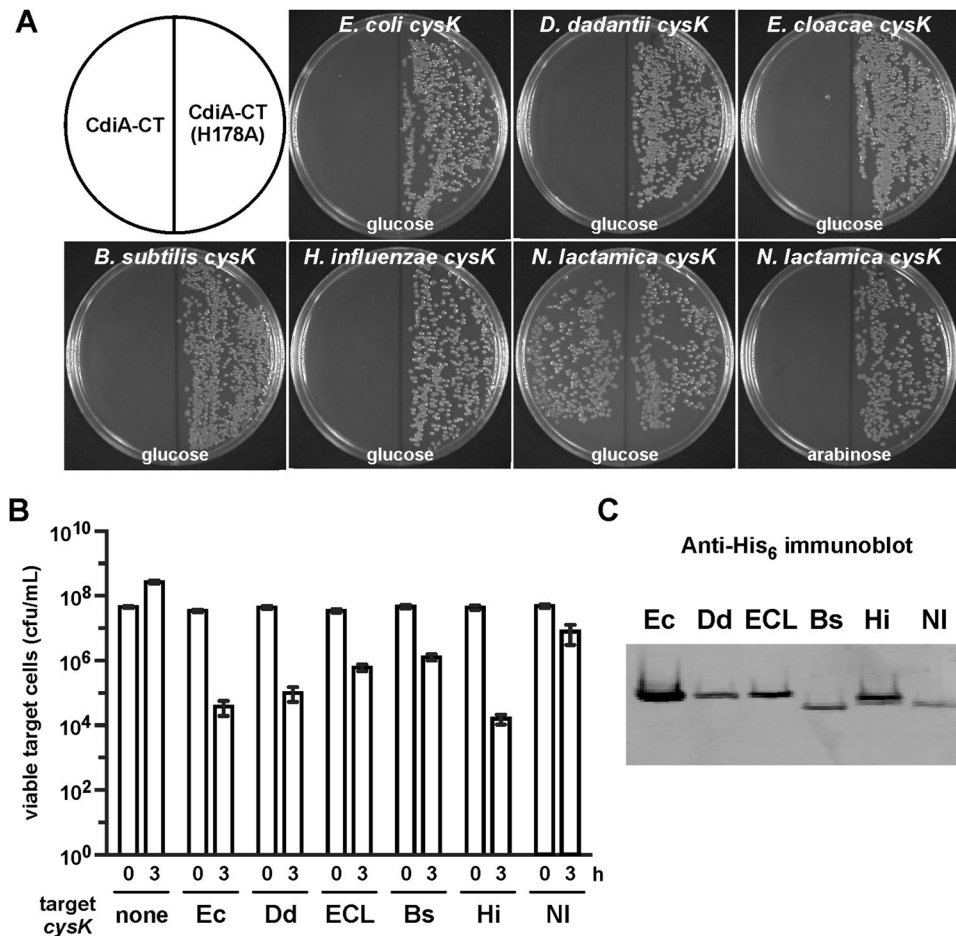 A
CdiA-CT
CdiA-CT
(H178A)
E. coli cysK
glucose
D. dadantii cysK
glucose
E. cloacae cysK
glucose
B. subtilis cysK
glucose
H. influenzae cysK
glucose
N. lactamica cysK
glucose
N. lactamica cysK
arabinose
B
viable target cells (cfu/mL)
10^10
10^8
10^6
10^4
10^2
10^0
0 3 0 3 0 3 0 3 0 3 0 3 0 3 h
target
cysK
none Ec Dd ECL Bs Hi Nl
C
Anti-His6 immunoblot
Ec Dd ECL Bs Hi Nl